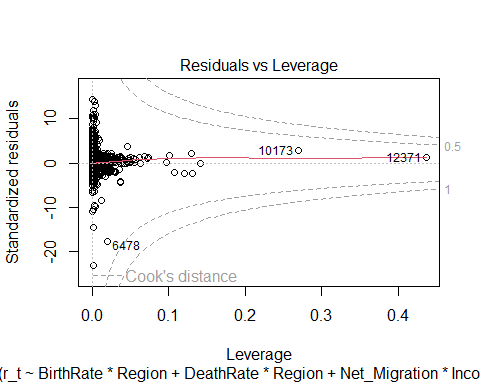 Residuals vs Leverage
Standardized residuals
10
0
-10
-20
10173
12371
6478
0.5
1
Cook's distance
0.0 0.1 0.2 0.3 0.4
Leverage
(r_t ~ BirthRate * Region + DeathRate * Region + Net_Migration * Inco